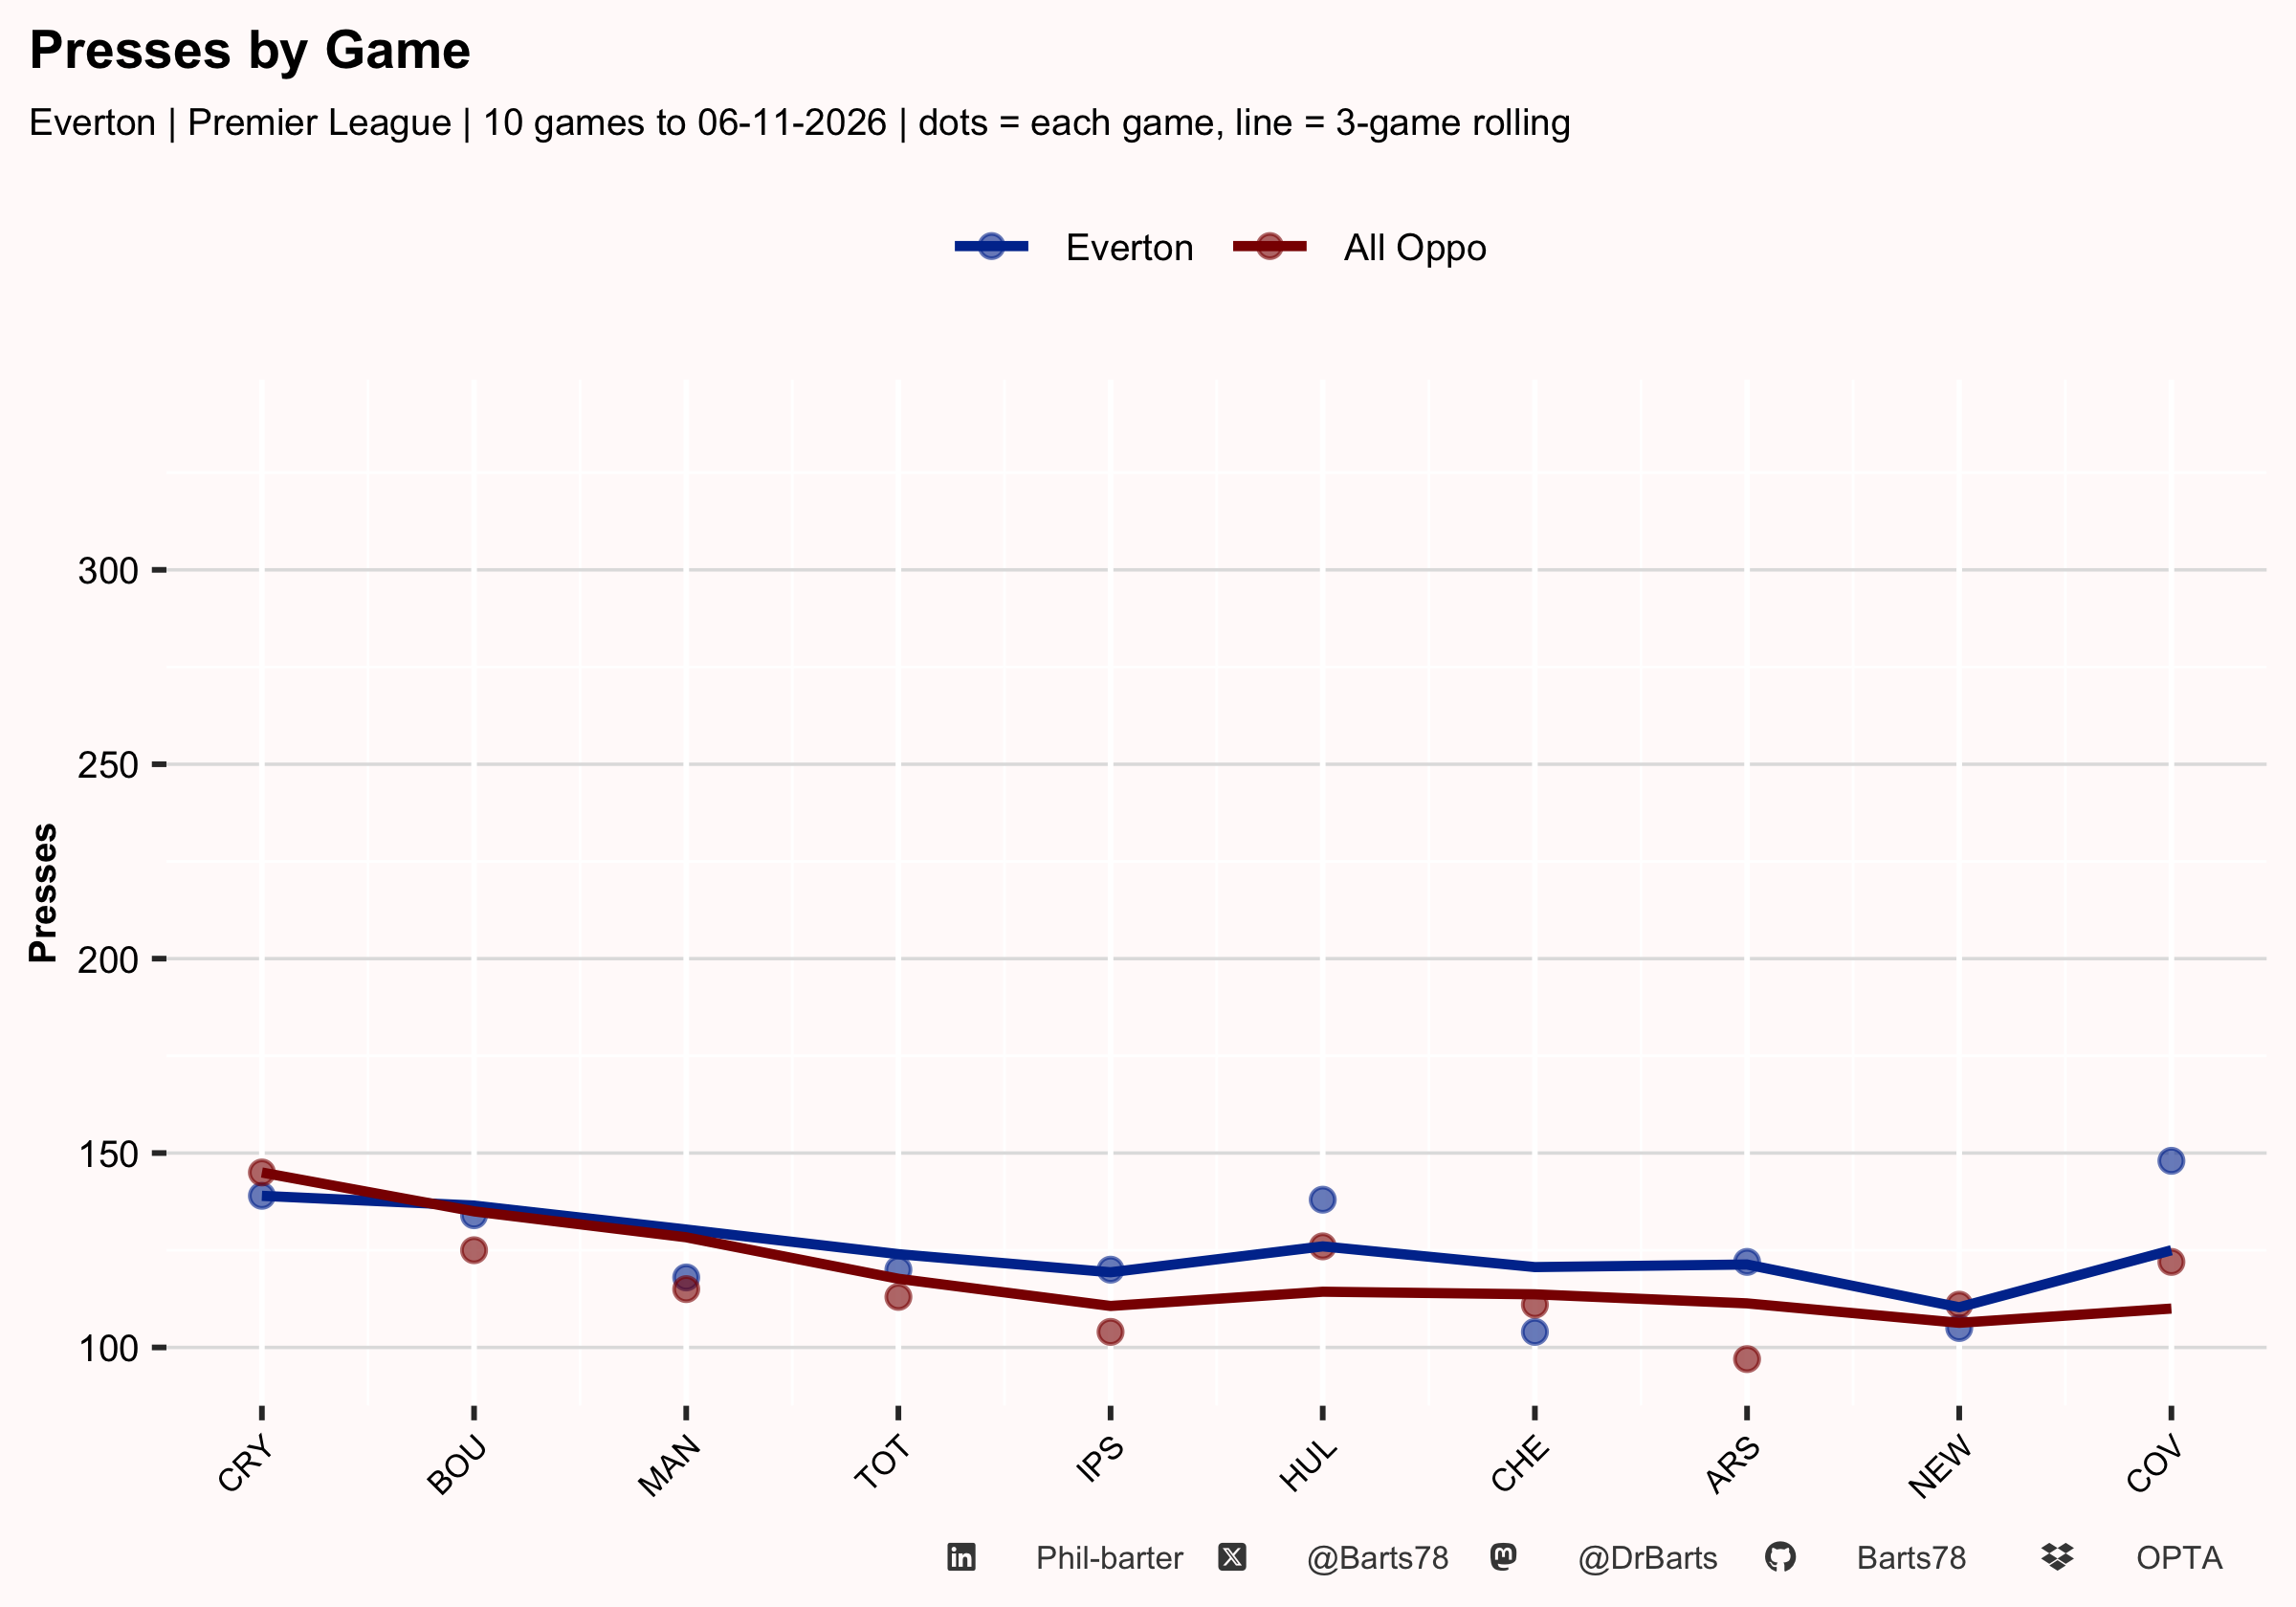 Presses by Game
Everton | Premier League | 10 games to 06-11-2026 | dots = each game, line = 3-game rolling
Everton All Oppo
Presses
300
250
200
150
100
CRY BOU MAN TOT IPS HUL CHE ARS NEW COV
Phil-barter @Barts78 @DrBarts Barts78 OPTA